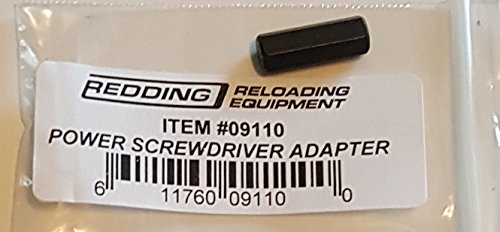 REDDING RELOADING
EQUIPMENT
ITEM #09110
POWER SCREWDRIVER ADAPTER
6 11760 09110 0